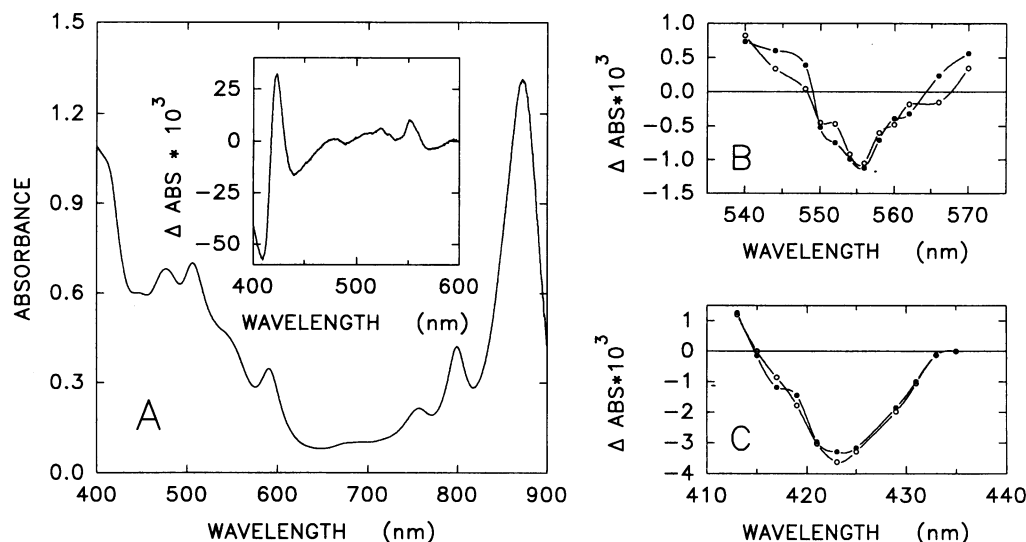 1.5
1.2
0.9
0.6
0.3
0.0
ABSORBANCE
400 500 600 700 800 900
WAVELENGTH (nm)
A
25
0
−25
−50
Δ ABS * 10³
400 500 600
WAVELENGTH (nm)
1.0
0.5
0.0
−0.5
−1.0
−1.5
Δ ABS*10³
B
540 550 560 570
WAVELENGTH (nm)
1
0
−1
−2
−3
−4
Δ ABS*10³
C
410 420 430 440
WAVELENGTH (nm)